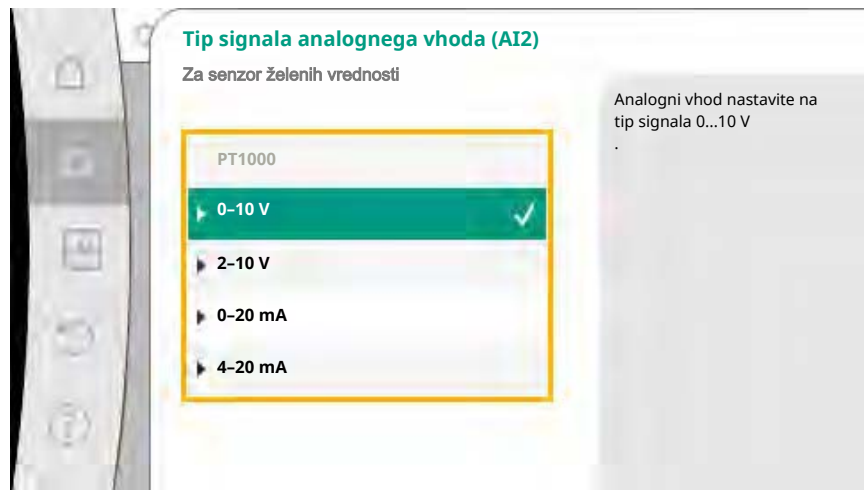 Tip signala analognega vhoda (AI2)
Za senzor želenih vrednosti
PT1000
0–10 V
2–10 V
0–20 mA
4–20 mA
Analogni vhod nastavite na
tip signala 0...10 V
.